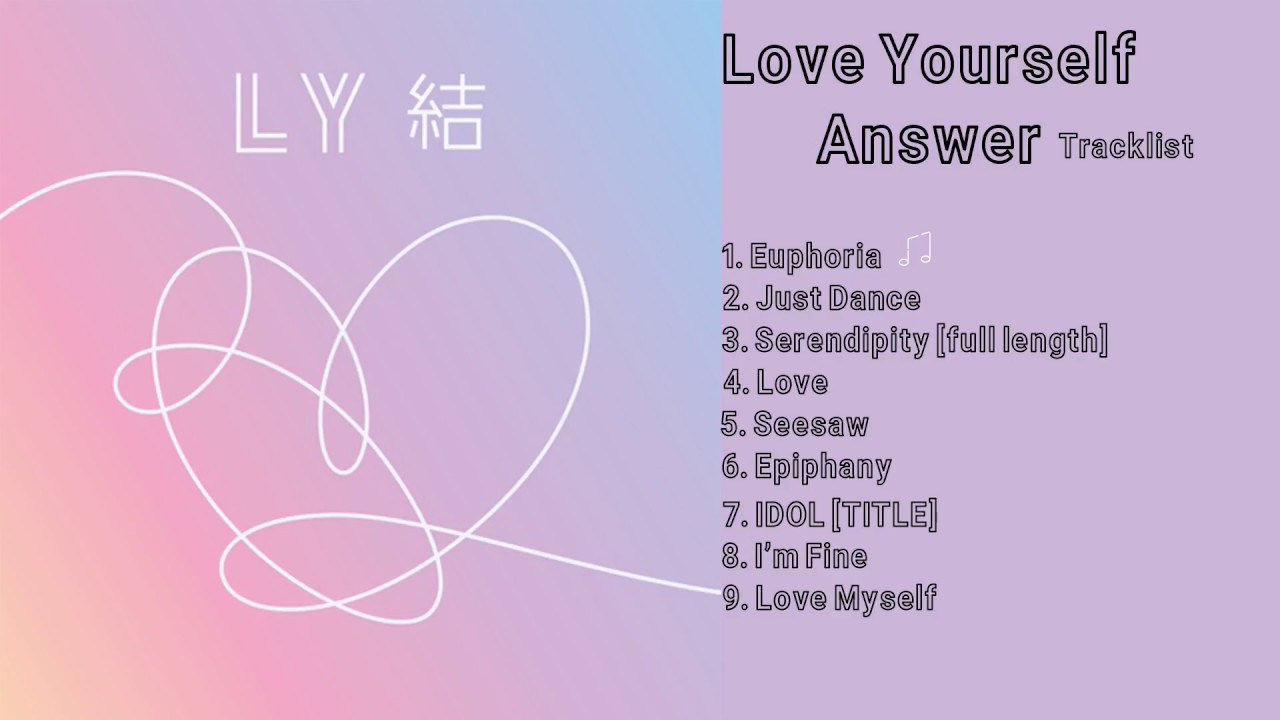 LY 結
Love Yourself
Answer Tracklist
1. Euphoria
2. Just Dance
3. Serendipity [full length]
4. Love
5. Seesaw
6. Epiphany
7. IDOL [TITLE]
8. I’m Fine
9. Love Myself